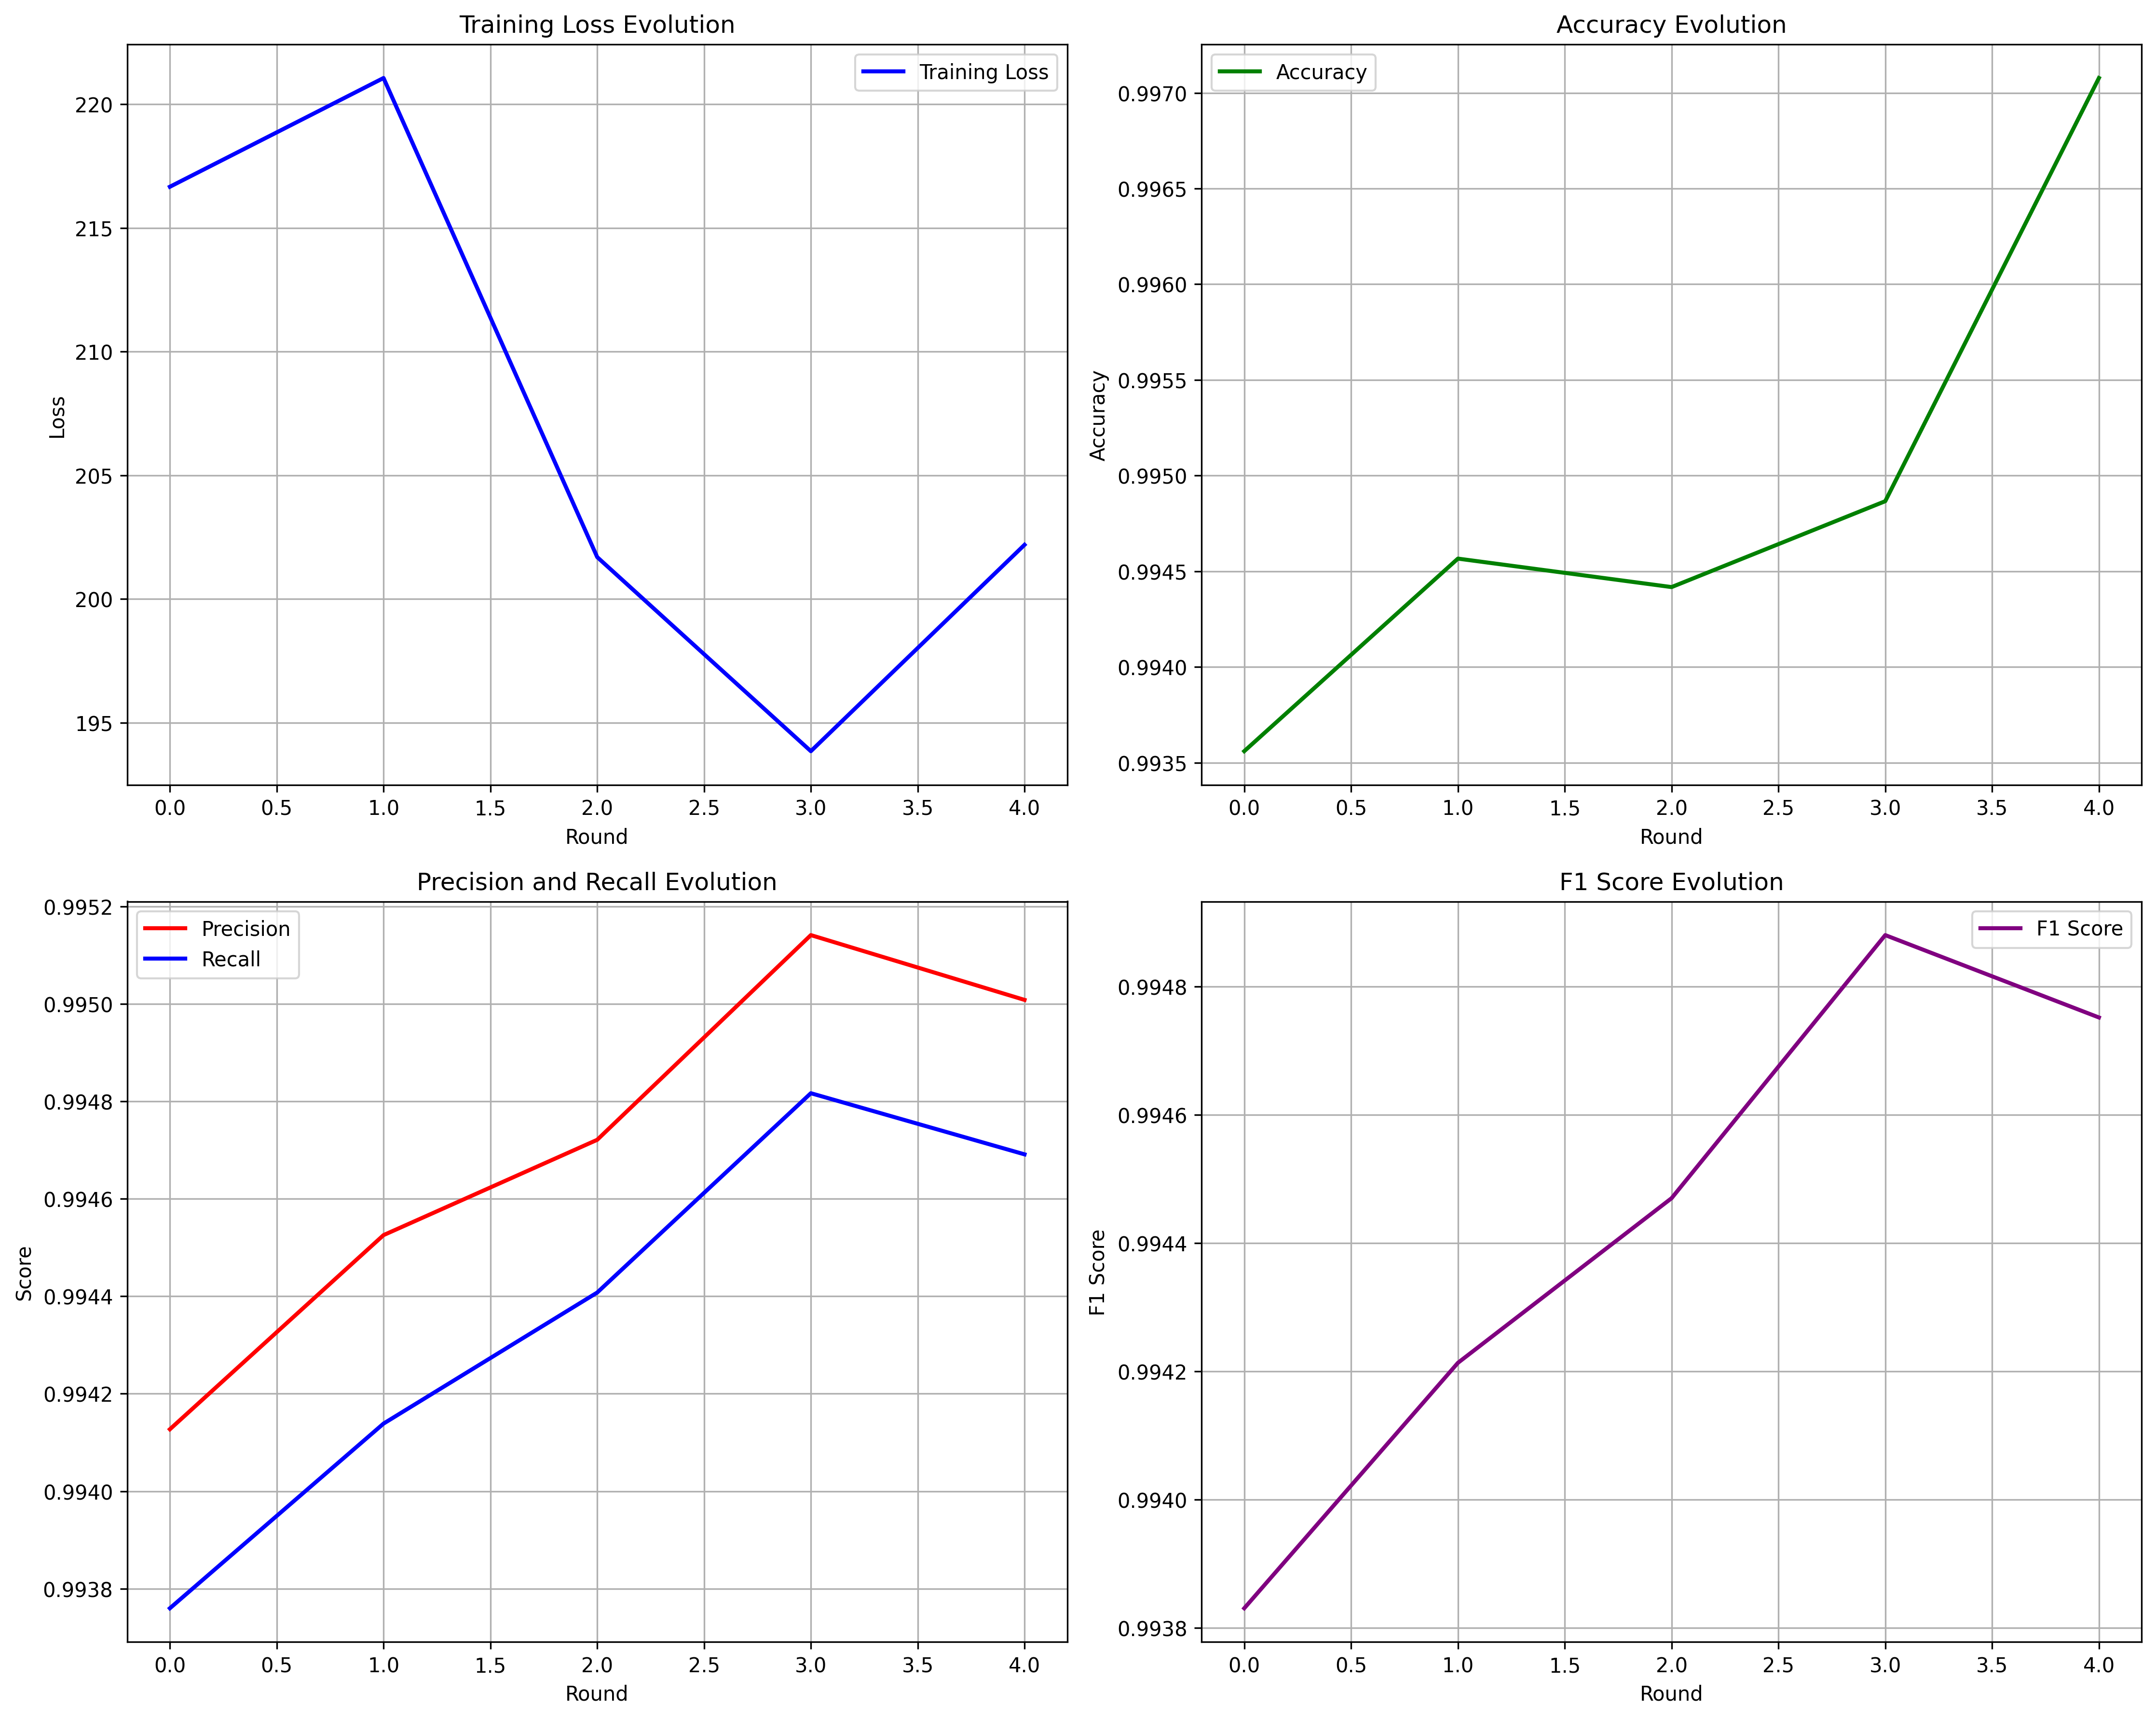 Training Loss Evolution
Training Loss
220
215
210
205
200
195
Loss
0.0 0.5 1.0 1.5 2.0 2.5 3.0 3.5 4.0
Round
Accuracy Evolution
Accuracy
0.9970
0.9965
0.9960
0.9955
0.9950
0.9945
0.9940
0.9935
Accuracy
0.0 0.5 1.0 1.5 2.0 2.5 3.0 3.5 4.0
Round
Precision and Recall Evolution
Precision
Recall
0.9952
0.9950
0.9948
0.9946
0.9944
0.9942
0.9940
0.9938
Score
0.0 0.5 1.0 1.5 2.0 2.5 3.0 3.5 4.0
Round
F1 Score Evolution
F1 Score
0.9948
0.9946
0.9944
0.9942
0.9940
0.9938
F1 Score
0.0 0.5 1.0 1.5 2.0 2.5 3.0 3.5 4.0
Round